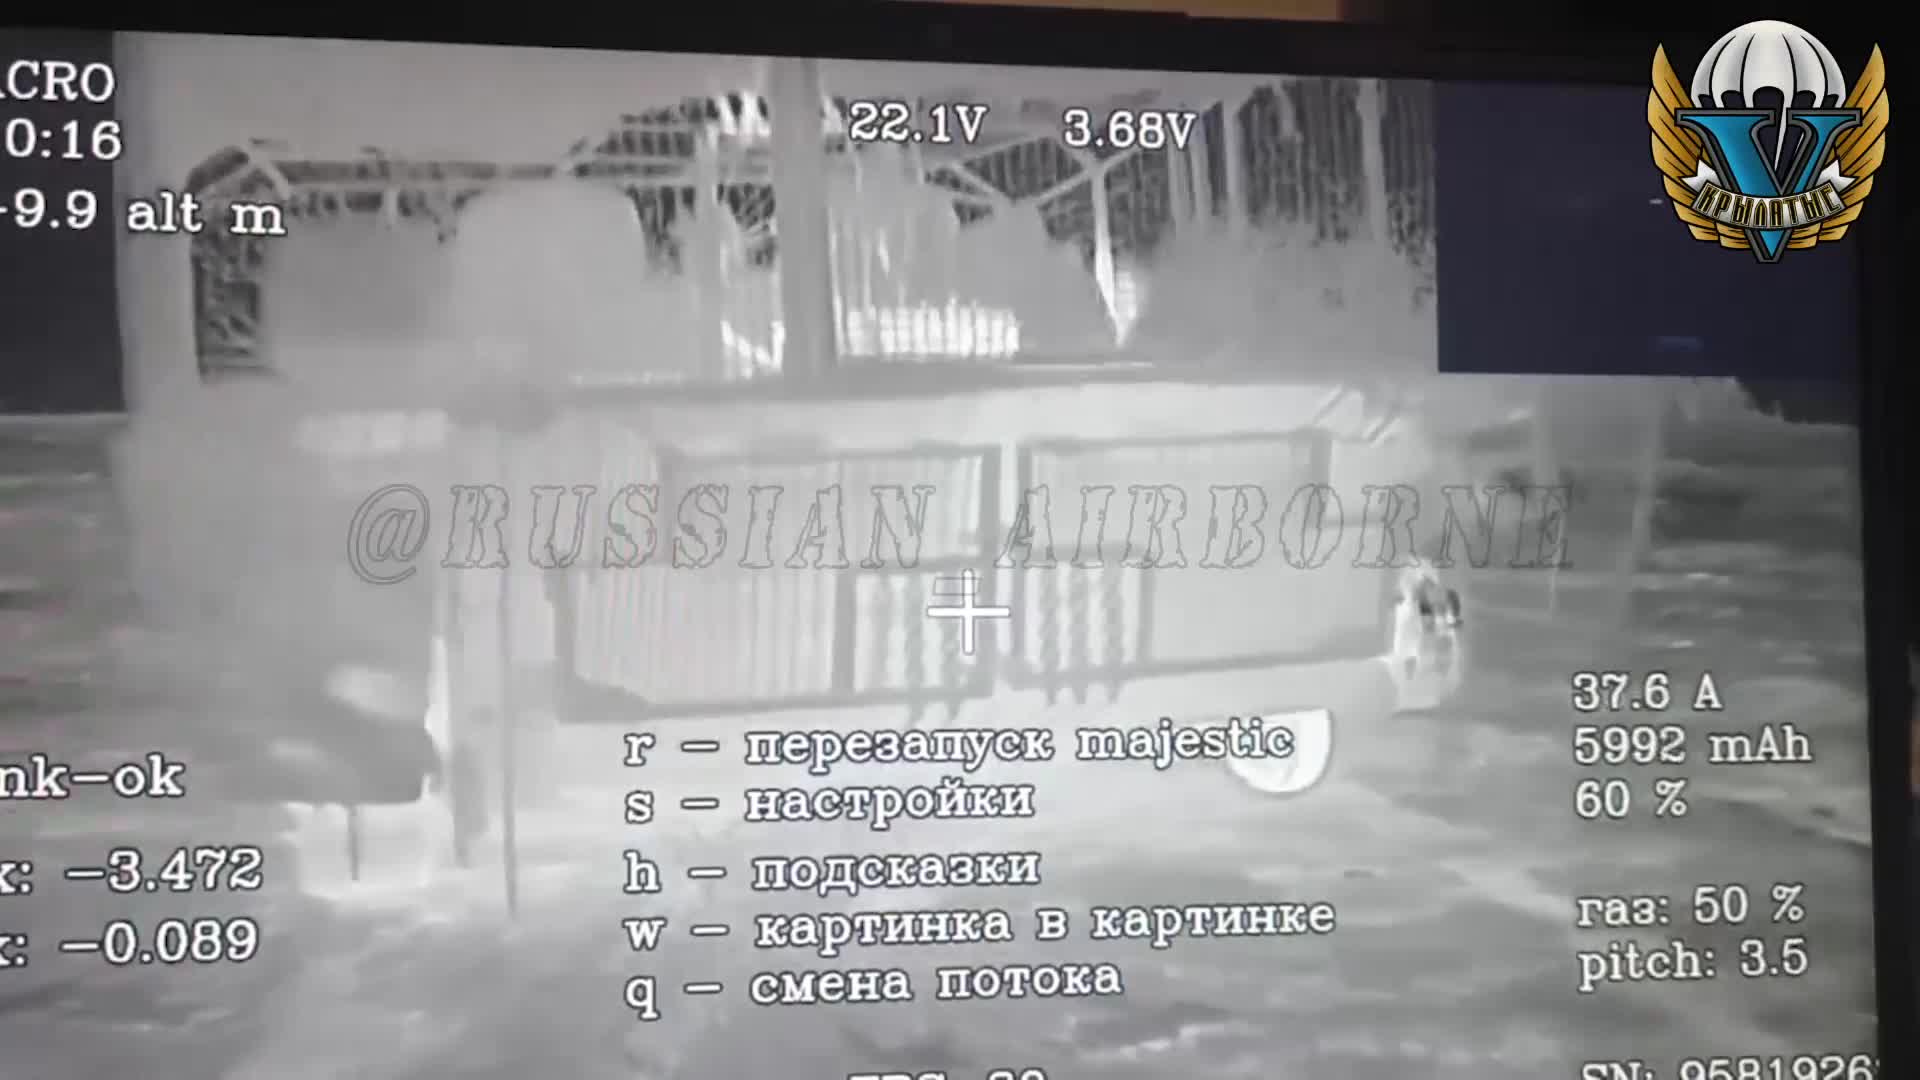 ACRO
0:16
-9.9 alt m
22.1V 3.68V
V
КРЫЛАТЫЕ
@RUSSIAN AIRBORNE
37.6 A
5992 mAh
60 %
r — перезапуск majestic
s — настройки
h — подсказки
w — картинка в картинке
q — смена потока
nk—ok
x: —3.472
x: —0.089
газ: 50 %
pitch: 3.5